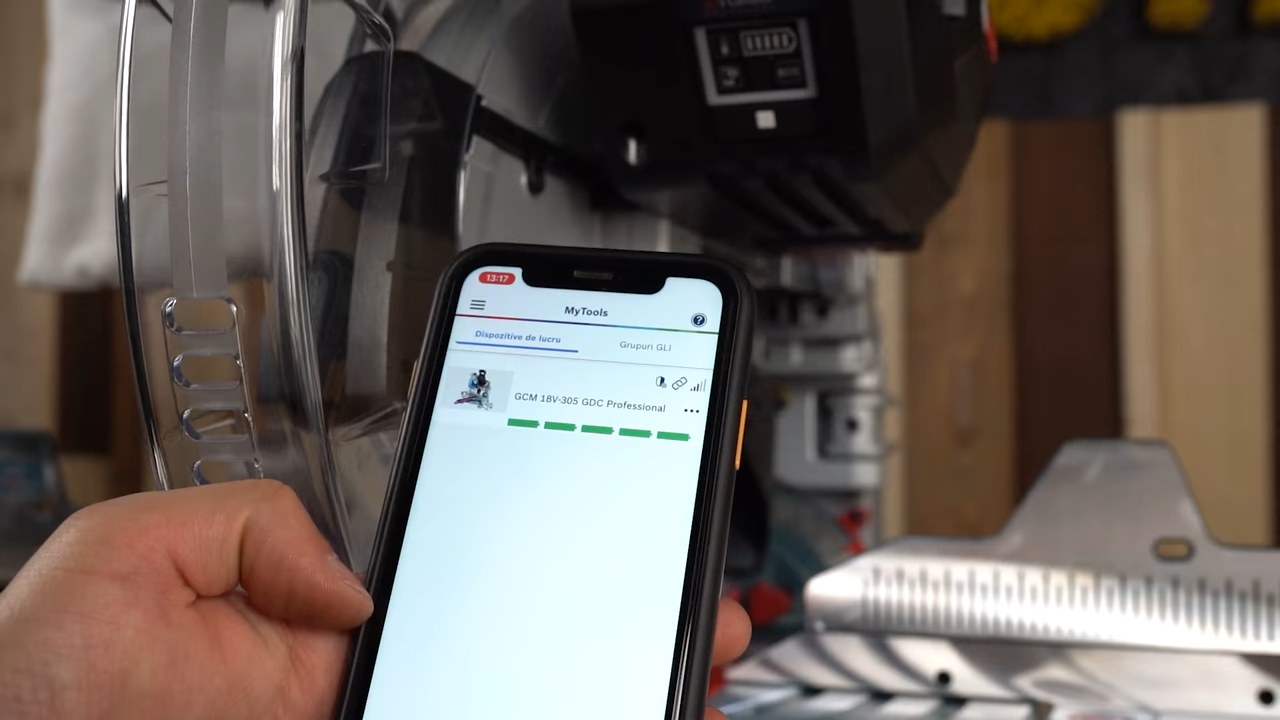 13:17
MyTools
?
Dispozitive de lucru
Grupuri GLI
GCM 18V-305 GDC Professional